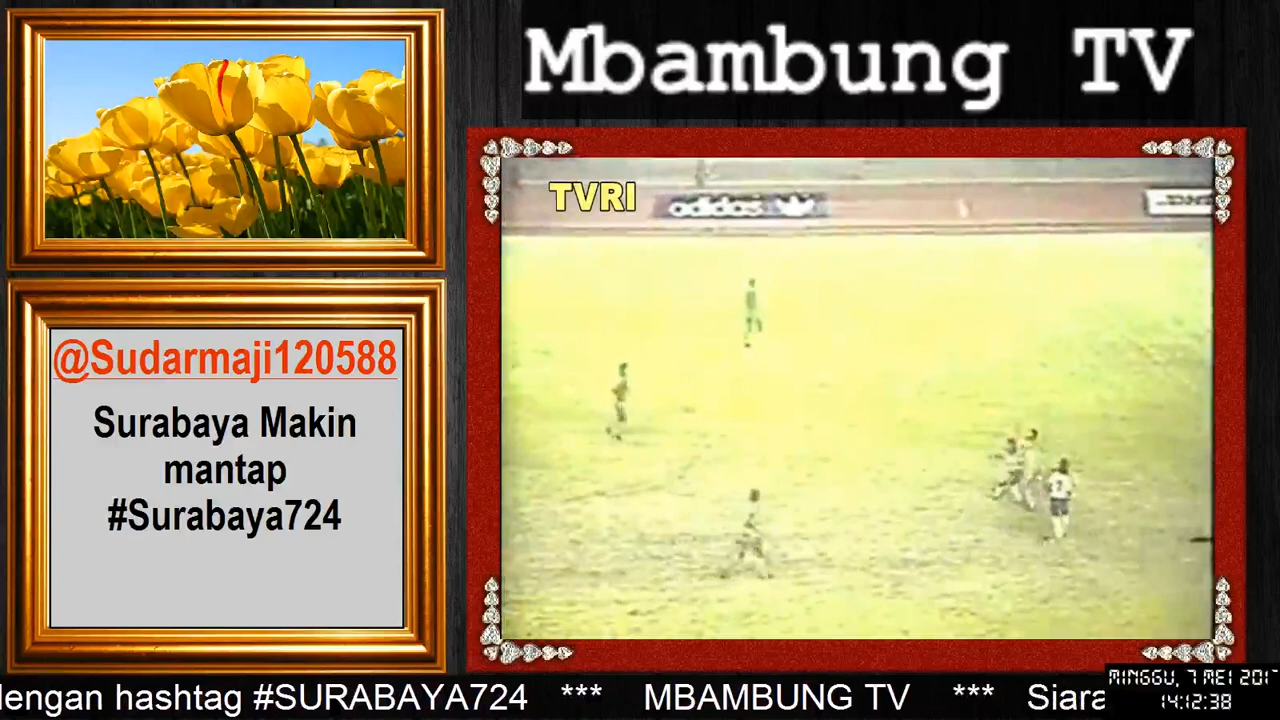 Mbambung TV
TVRI
adidas
@Sudarmaji120588
Surabaya Makin
mantap
#Surabaya724
dengan hashtag #SURABAYA724 *** MBAMBUNG TV *** Siara
MINGGU, 7 MEI 2017
14:12:38